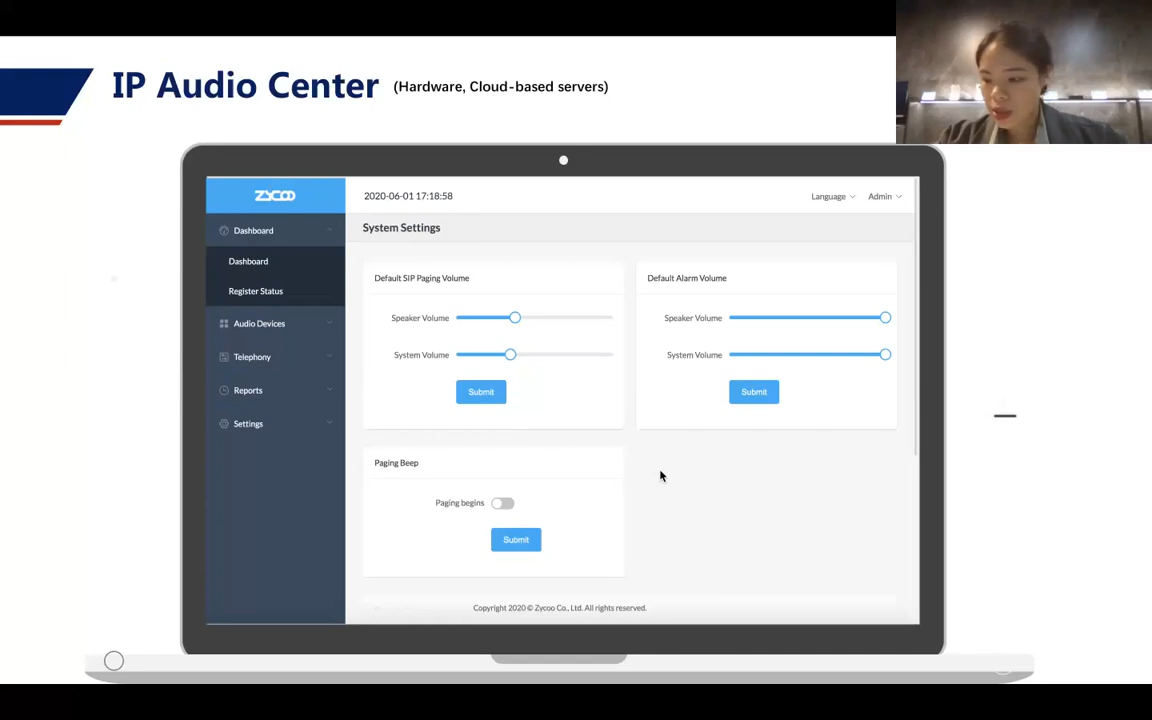 IP Audio Center (Hardware, Cloud-based servers)
ZYCOO
2020-06-01 17:18:58
Language
Admin
Dashboard
Dashboard
Register Status
Audio Devices
Telephony
Reports
Settings
System Settings
Default SIP Paging Volume
Speaker Volume
System Volume
Submit
Default Alarm Volume
Speaker Volume
System Volume
Submit
Paging Beep
Paging begins
Submit
Copyright 2020 © Zycoo Co., Ltd. All rights reserved.